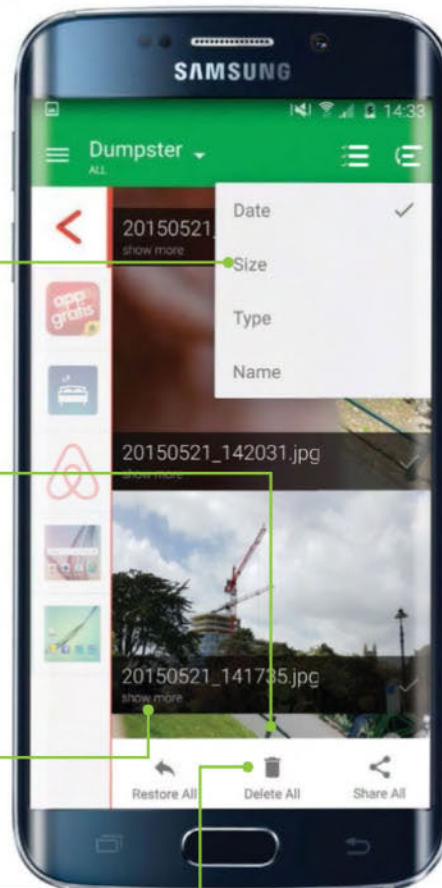 SAMSUNG
14:33
Dumpster
ALL
Date
20150521_
show more
Size
app
gratis
Type
Name
20150521_142031.jpg
show more
20150521_141735.jpg
show more
Restore All
Delete All
Share All